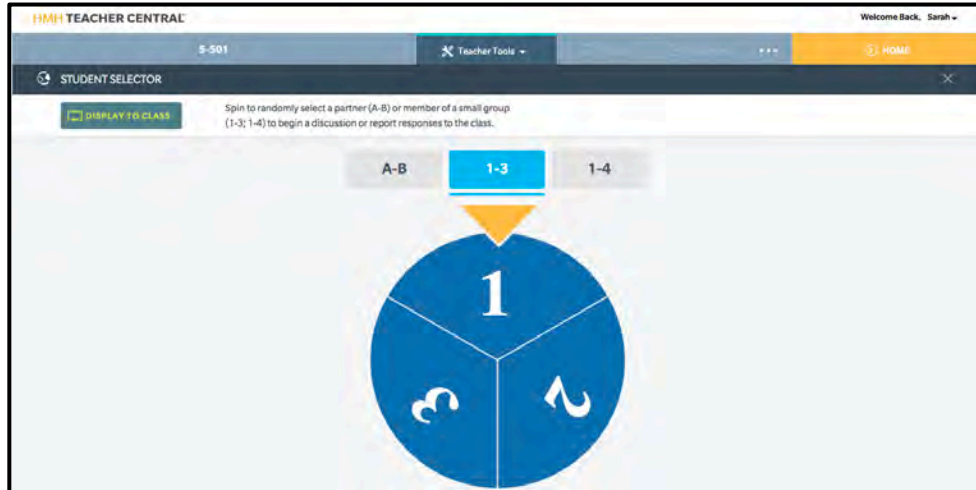 HMH TEACHER CENTRAL
Welcome Back, Sarah
S-501
Teacher Tools
...
HOME
STUDENT SELECTOR
DISPLAY TO CLASS
Spin to randomly select a partner (A-B) or member of a small group
(1-3; 1-4) to begin a discussion or report responses to the class.
A-B
1-3
1-4
1
3
2